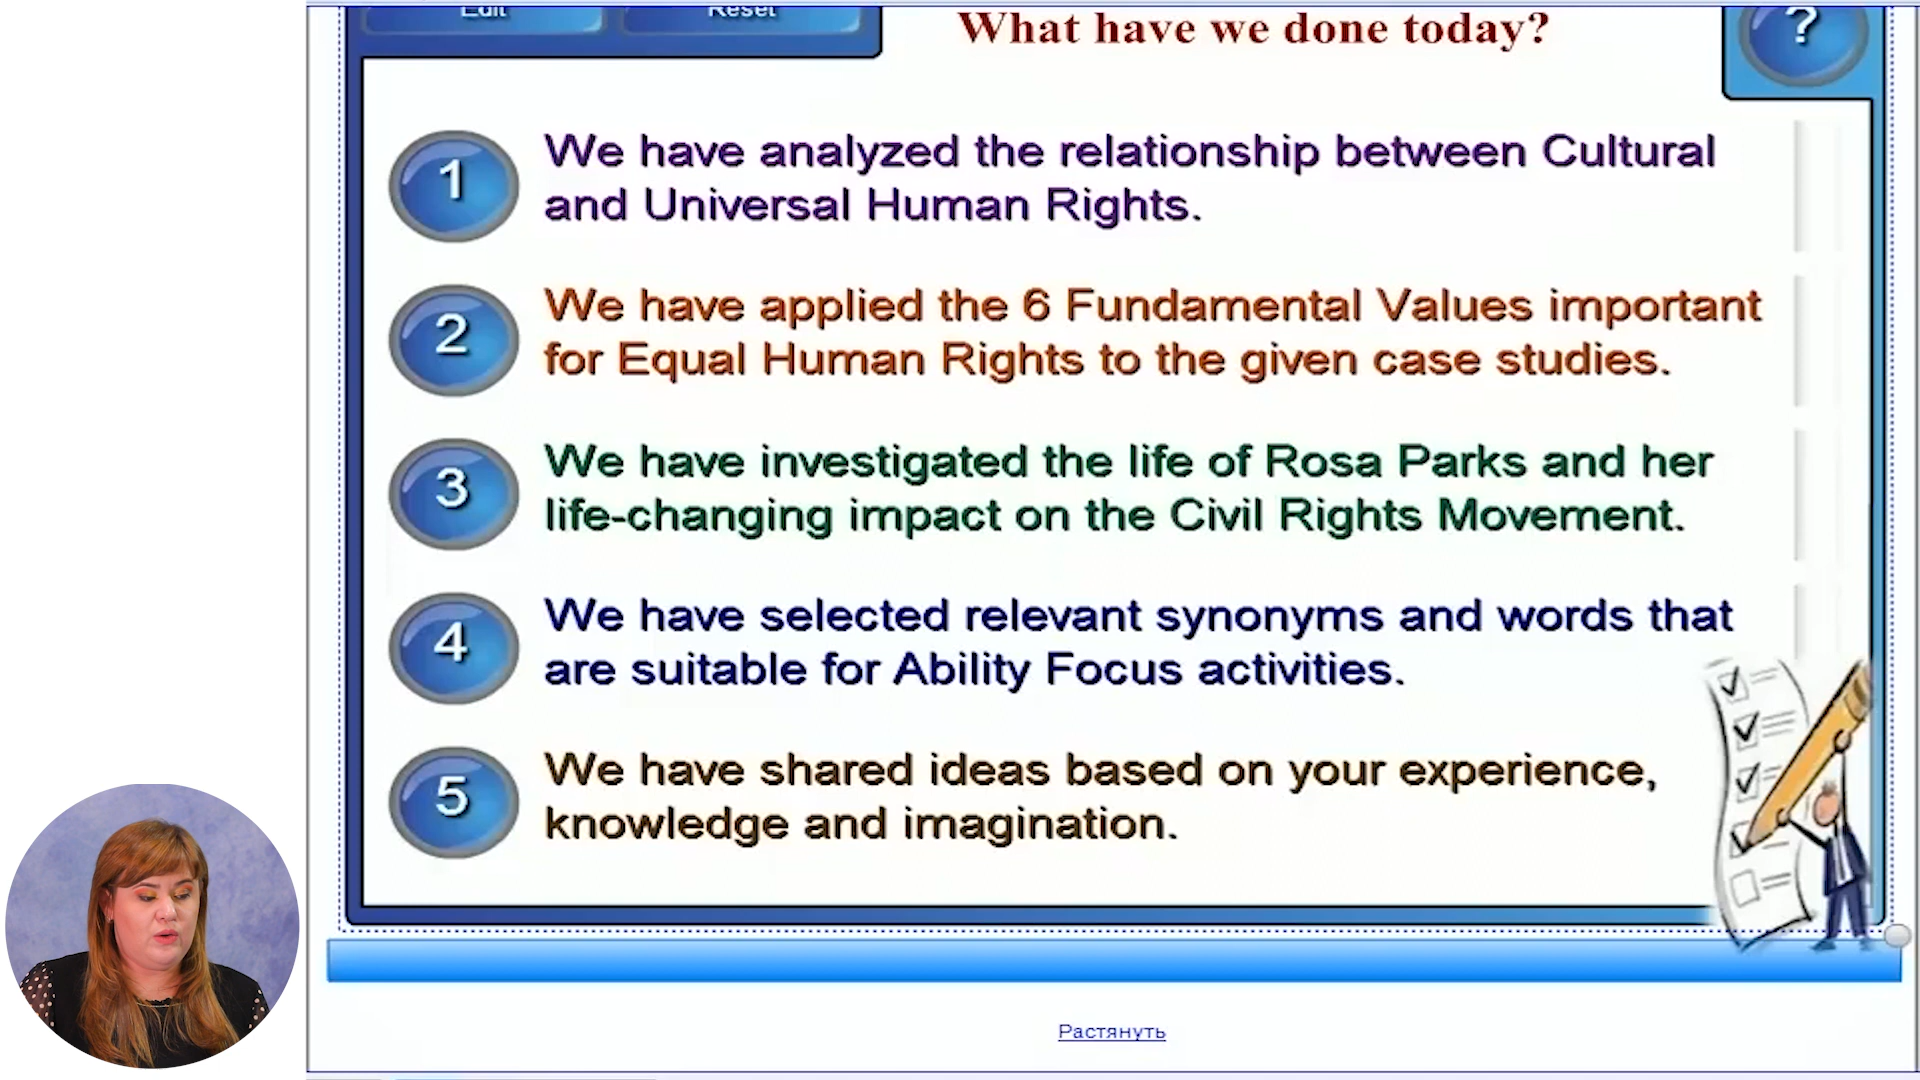 Edit
Reset
What have we done today?
?
1
We have analyzed the relationship between Cultural
and Universal Human Rights.
2
We have applied the 6 Fundamental Values important
for Equal Human Rights to the given case studies.
3
We have investigated the life of Rosa Parks and her
life-changing impact on the Civil Rights Movement.
4
We have selected relevant synonyms and words that
are suitable for Ability Focus activities.
5
We have shared ideas based on your experience,
knowledge and imagination.
Растянуть